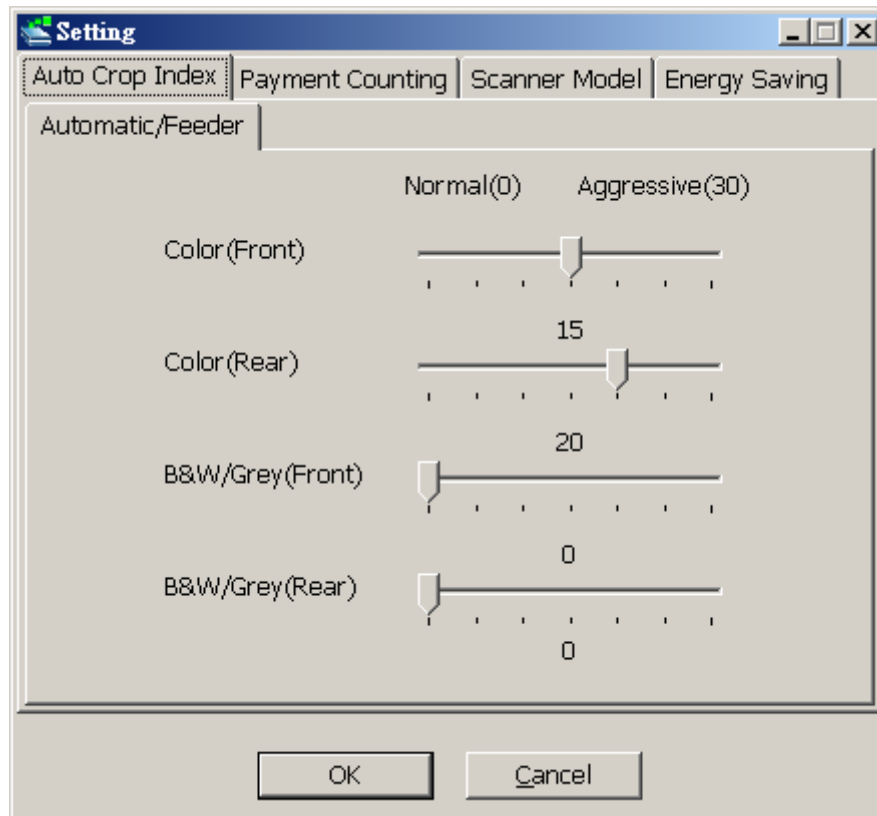 Setting
Auto Crop Index Payment Counting Scanner Model Energy Saving
Automatic/Feeder
Normal(0) Aggressive(30)
Color(Front)
15
Color(Rear)
20
B&W/Grey(Front)
0
B&W/Grey(Rear)
0
OK Cancel